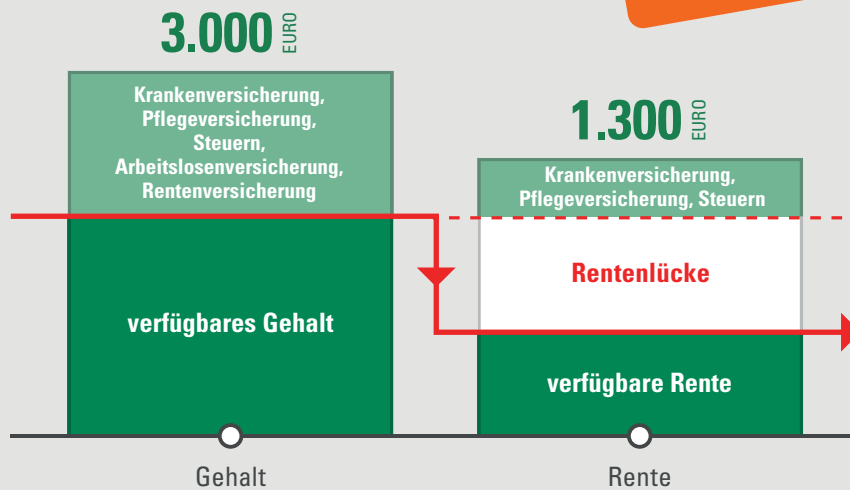 3.000 EURO
Krankenversicherung,
Pflegeversicherung,
Steuern,
Arbeitslosenversicherung,
Rentenversicherung
verfügbares Gehalt
1.300 EURO
Krankenversicherung,
Pflegeversicherung, Steuern
Rentenlücke
verfügbare Rente
Gehalt
Rente